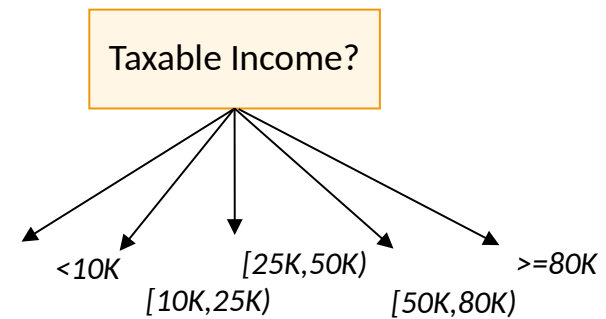 Taxable Income?
<10K
[10K,25K)
[25K,50K)
[50K,80K)
>=80K